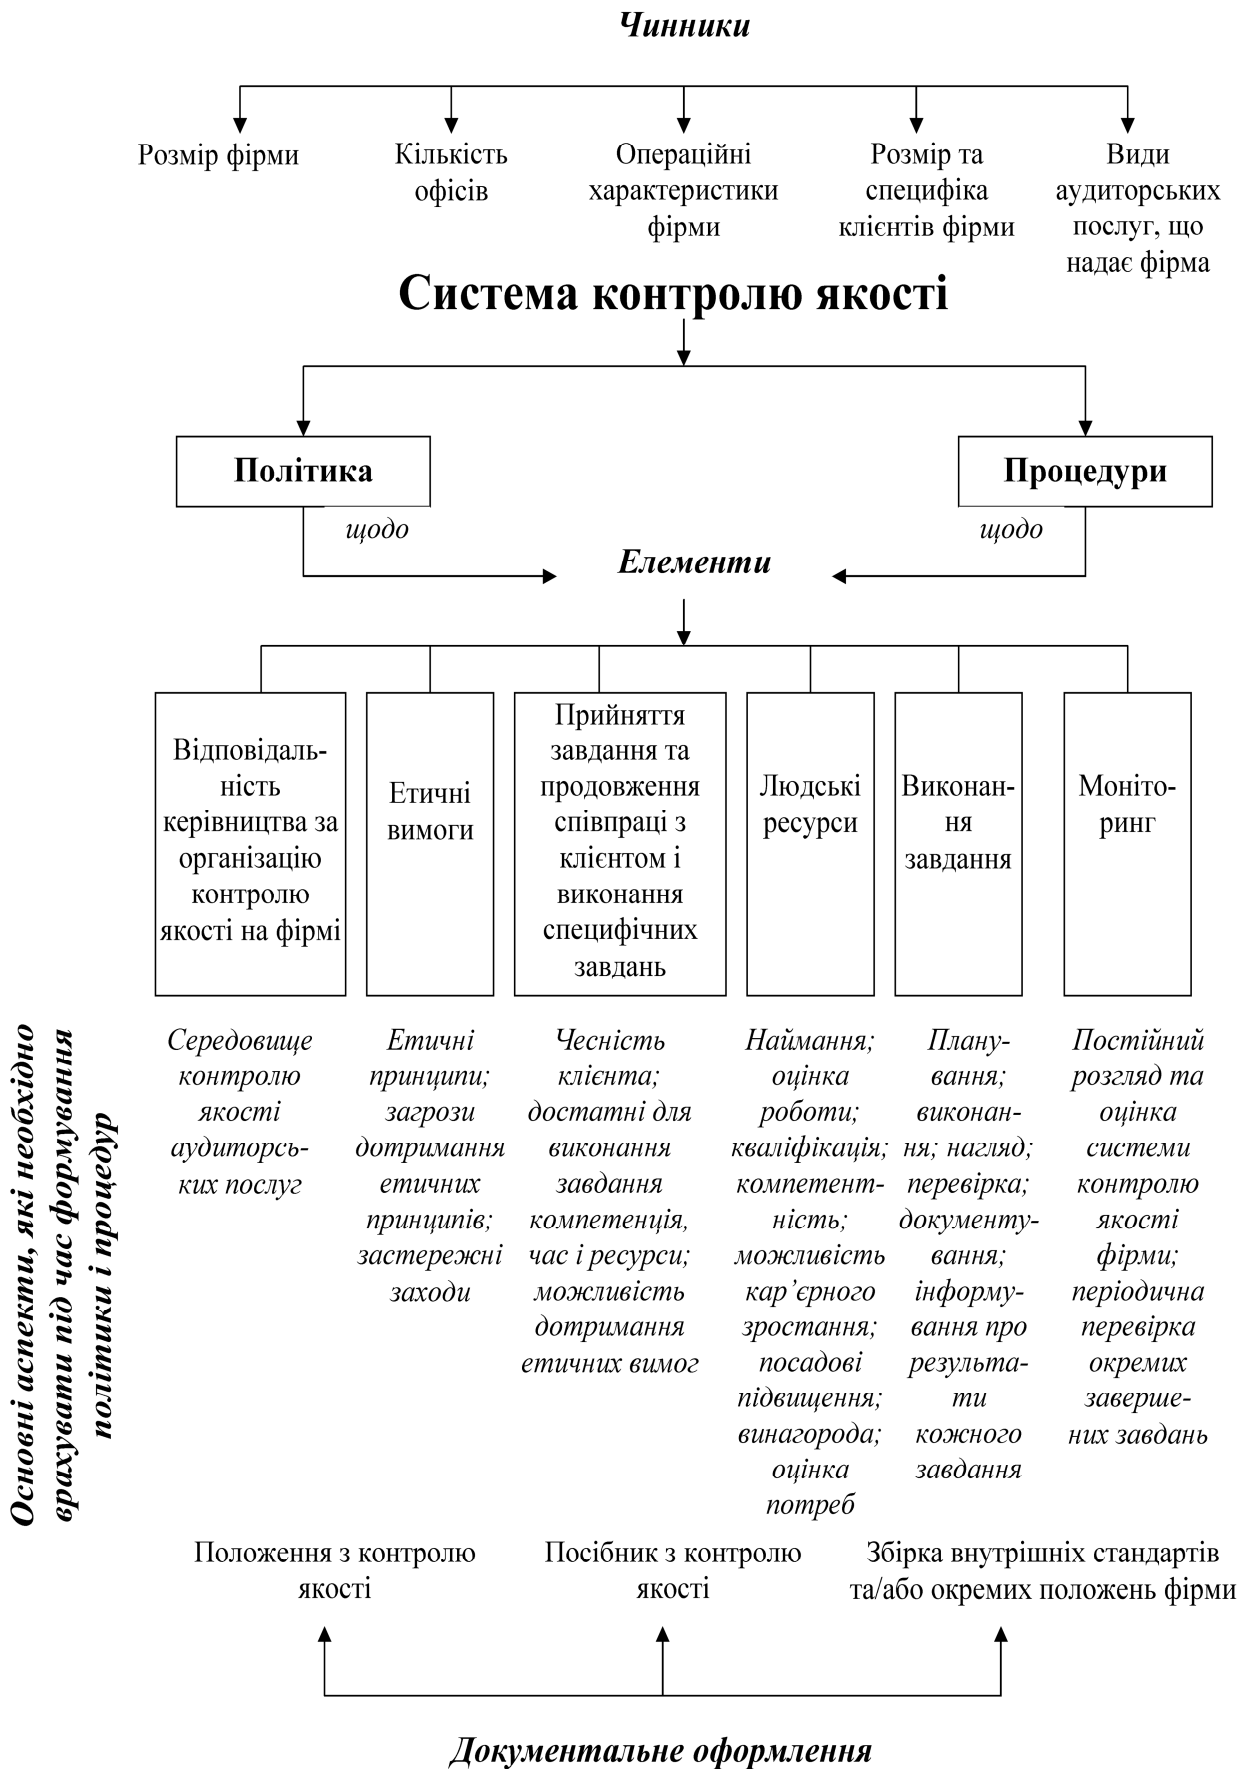 Чинники
Розмір фірми
Кількість
офісів
Операційні
характеристики
фірми
Розмір та
специфіка
клієнтів фірми
Види
аудиторських
послуг, що
надає фірма
Система контролю якості
Політика
Процедури
щодо
щодо
Елементи
Відповідаль-
ність
керівництва за
організацію
контролю
якості на фірмі
Етичні
вимоги
Прийняття
завдання та
продовження
співпраці з
клієнтом і
виконання
специфічних
завдань
Людські
ресурси
Виконан-
ня
завдання
Моніто-
ринг
Основні аспекти, які необхідно
врахувати під час формування
політики і процедур
Середовище
контролю
якості
аудиторсь-
ких послуг
Етичні
принципи;
загрози
дотримання
етичних
принципів;
застережні
заходи
Чесність
клієнта;
достатні для
виконання
завдання
компетенція,
час і ресурси;
можливість
дотримання
етичних вимог
Наймання;
оцінка
роботи;
кваліфікація;
компетент-
ність;
можливість
кар’єрного
зростання;
посадові
підвищення;
винагорода;
оцінка
потреб
Плану-
вання;
виконан-
ня; нагляд;
перевірка;
документу-
вання;
інформу-
вання про
результа-
ти
кожного
завдання
Постійний
розгляд та
оцінка
системи
контролю
якості
фірми;
періодична
перевірка
окремих
заверше-
них завдань
Положення з контролю
якості
Посібник з контролю
якості
Збірка внутрішніх стандартів
та/або окремих положень фірми
Документальне оформлення